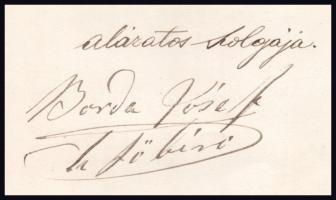 alázatos szolgája.
Borda József
h főbíró